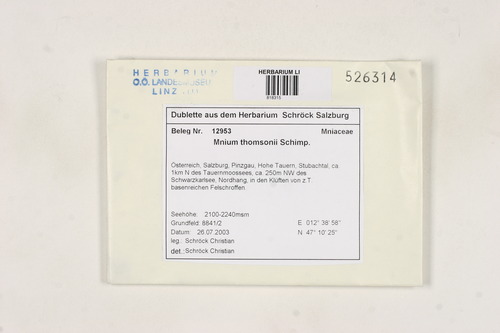 HERBARIUM
O.Ö. LANDES
LINZ
HERBARIUM LI
526314
Dublette aus dem Herbarium Schröck Salzburg
Beleg Nr. 12953 Mniaceae
Mnium thomsonii Schimp.
Österreich, Salzburg, Pinzgau, Hohe Tauern, Stubachtal, ca.
1km N des Tauernmoossees, ca. 250m NW des
Schwarzkarlsee, Nordhang, in den Klüften von z.T.
basenreichen Felschroffen
Seehöhe: 2100-2240msm
Grundfeld: 8841/2 E 012° 38' 58"
Datum: 26.07.2003 N 47° 10' 25"
leg.: Schröck Christian
det.: Schröck Christian